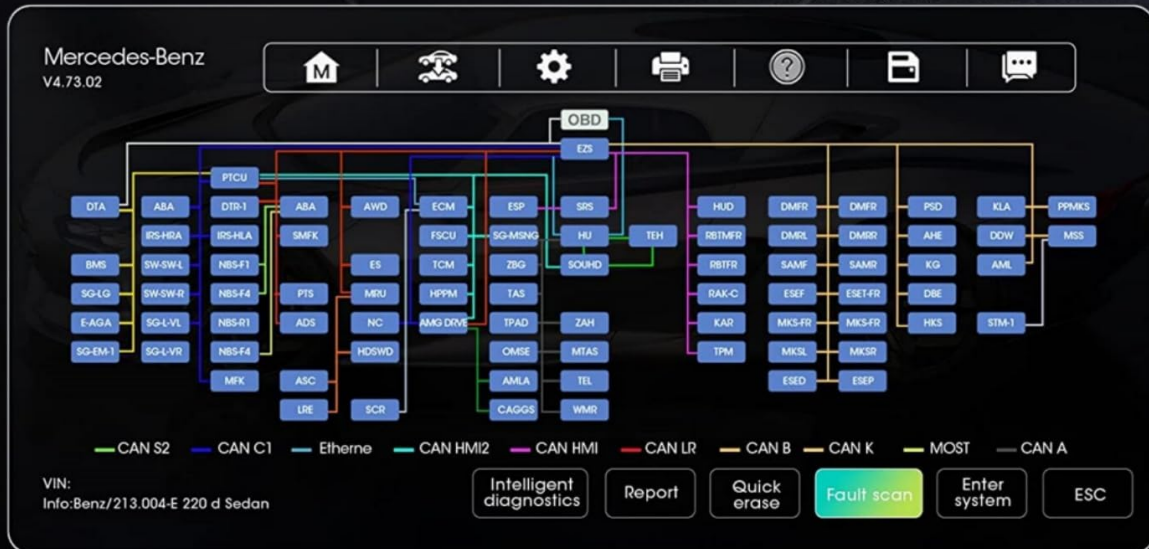 Mercedes-Benz
V4.73.02
M
?
OBD
EZS
PTCU
DTA ABA DTR-1 ABA AWD ECM ESP SRS HUD DMFR DMFR PSD KLA PPMKS
IRS-HRA IRS-HLA SMFK FSCU SG-MSNG HU TEH RBTMFR DMRL DMRR AHE DDW MSS
BMS SW-SW-L NBS-F1 ES TCM ZBG SOUHD RBTFR SAMF SAMR KG AML
SG-LG SW-SW-R NBS-F4 PTS MRU HPPM TAS RAK-C ESEF ESET-FR DBE
E-AGA SG-L-VL NBS-R1 ADS NC AMG DRVE TPAD ZAH KAR MKS-FR MKS-FR HKS STM-1
SG-EM-1 SG-L-VR NBS-F4 HDSWD OMSE MTAS TPM MKSL MKSR
MFK ASC AMLA TEL ESED ESEP
LRE SCR CAGGS WMR
CAN S2 CAN C1 Etherne CAN HMI2 CAN HMI CAN LR CAN B CAN K MOST CAN A
VIN:
Info:Benz/213.004-E 220 d Sedan
Intelligent
diagnostics
Report
Quick
erase
Fault scan
Enter
system
ESC